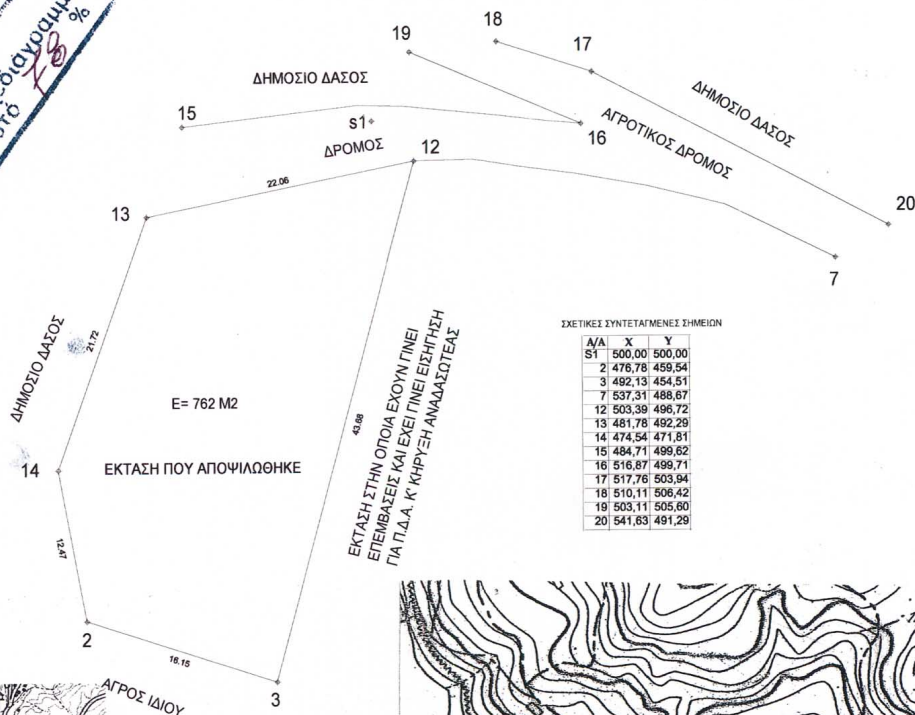 %
78
18
19
17
ΔΗΜΟΣΙΟ ΔΑΣΟΣ
ΔΗΜΟΣΙΟ ΔΑΣΟΣ
15
S1
ΑΓΡΟΤΙΚΟΣ ΔΡΟΜΟΣ
16
ΔΡΟΜΟΣ
12
22.06
13
20
7
ΔΗΜΟΣΙΟ ΔΑΣΟΣ
21.72
E= 762 M2
43.68
ΕΚΤΑΣΗ ΣΤΗΝ ΟΠΟΙΑ ΕΧΟΥΝ ΓΙΝΕΙ
ΕΠΕΜΒΑΣΕΙΣ ΚΑΙ ΕΧΕΙ ΓΙΝΕΙ ΕΙΣΗΓΗΣΗ
ΓΙΑ Π.Δ.Α. Κ' ΚΗΡΥΞΗ ΑΝΑΔΑΣΩΤΕΑΣ
14
ΕΚΤΑΣΗ ΠΟΥ ΑΠΟΨΙΛΩΘΗΚΕ
12.47
2
16.15
3
ΑΓΡΟΣ ΙΔΙΟΥ
ΣΧΕΤΙΚΕΣ ΣΥΝΤΕΤΑΓΜΕΝΕΣ ΣΗΜΕΙΩΝ
A/A X Y
S1 500,00 500,00
2 476,78 459,54
3 492,13 454,51
7 537,31 488,67
12 503,39 496,72
13 481,78 492,29
14 474,54 471,81
15 484,71 499,62
16 516,87 499,71
17 517,76 503,94
18 510,11 506,42
19 503,11 505,60
20 541,63 491,29